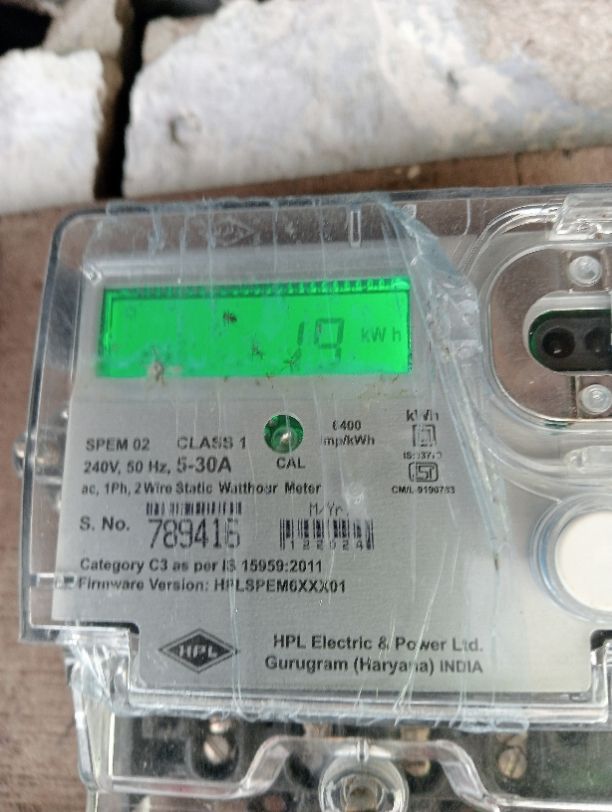 19 kWh
6400
imp/kWh
kWh
SPEM 02 CLASS 1
CAL
240V, 50 Hz, 5-30A
ac, 1Ph, 2 Wire Static Watthour Meter
M/Yr.
S. No. 789416
122024
Category C3 as per IS 15959:2011
Firmware Version: HPLSPEM6XXX01
HPL
HPL Electric & Power Ltd.
Gurugram (Haryana) INDIA